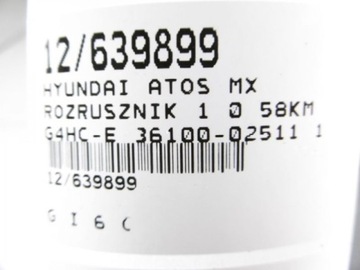 12/639899
HYUNDAI ATOS MX
ROZRUSZNIK 1 0 58KM
G4HC-E 36100-02511 1
12/639899
G I 6 C